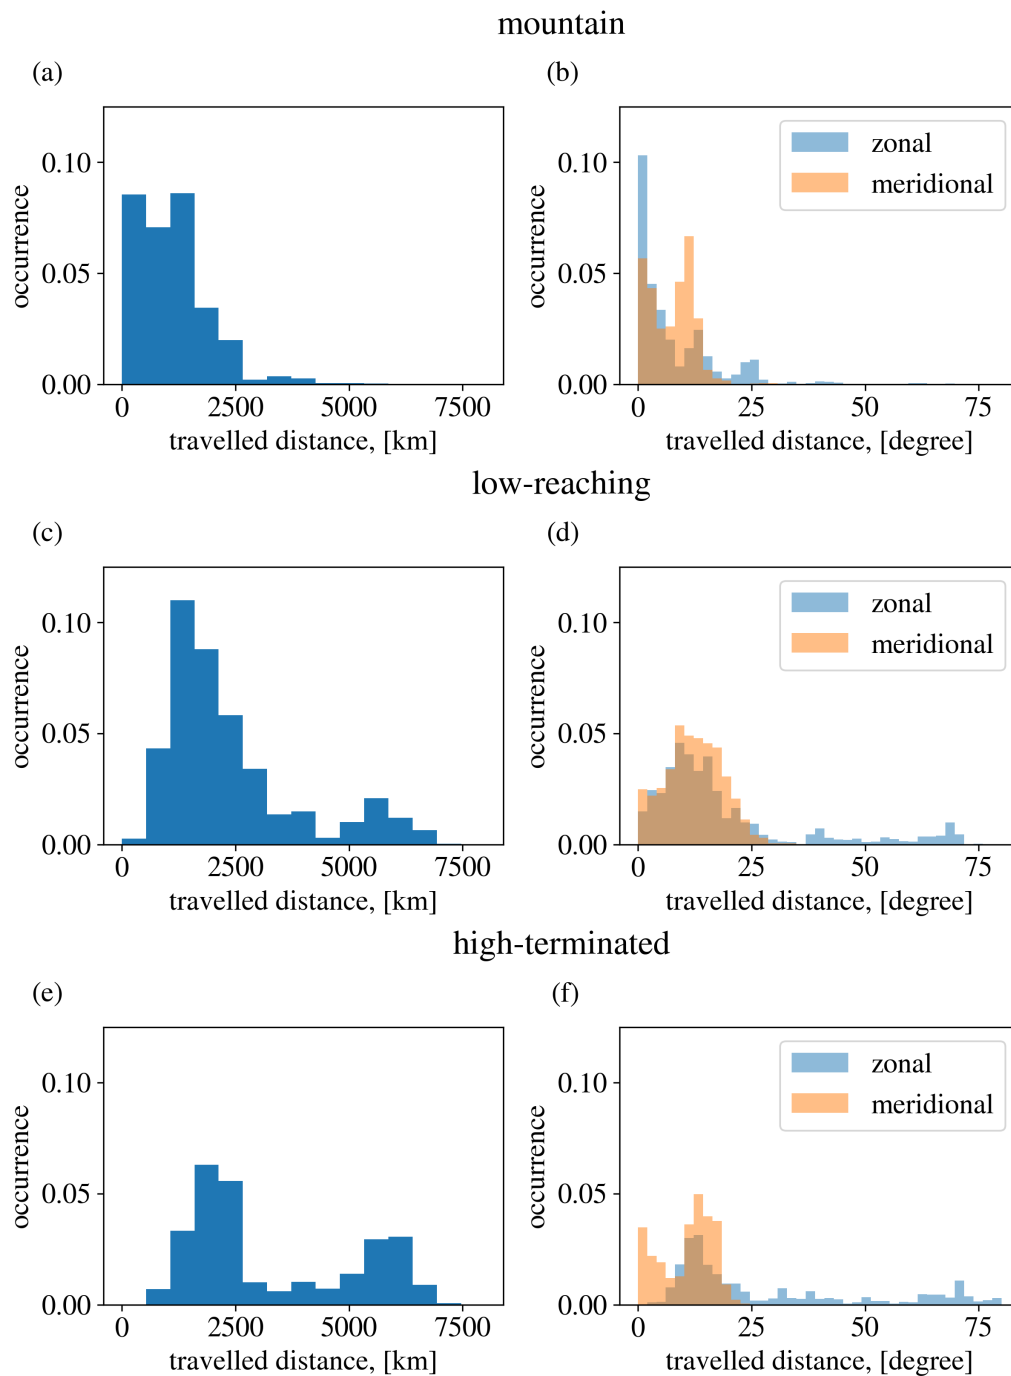 mountain
(a)
(b)
0.10
0.05
0.00
occurrence
0
2500
5000
7500
travelled distance, [km]
0.10
0.05
0.00
occurrence
zonal
meridional
0
25
50
75
travelled distance, [degree]
low-reaching
(c)
(d)
0.10
0.05
0.00
occurrence
0
2500
5000
7500
travelled distance, [km]
0.10
0.05
0.00
occurrence
zonal
meridional
0
25
50
75
travelled distance, [degree]
high-terminated
(e)
(f)
0.10
0.05
0.00
occurrence
0
2500
5000
7500
travelled distance, [km]
0.10
0.05
0.00
occurrence
zonal
meridional
0
25
50
75
travelled distance, [degree]